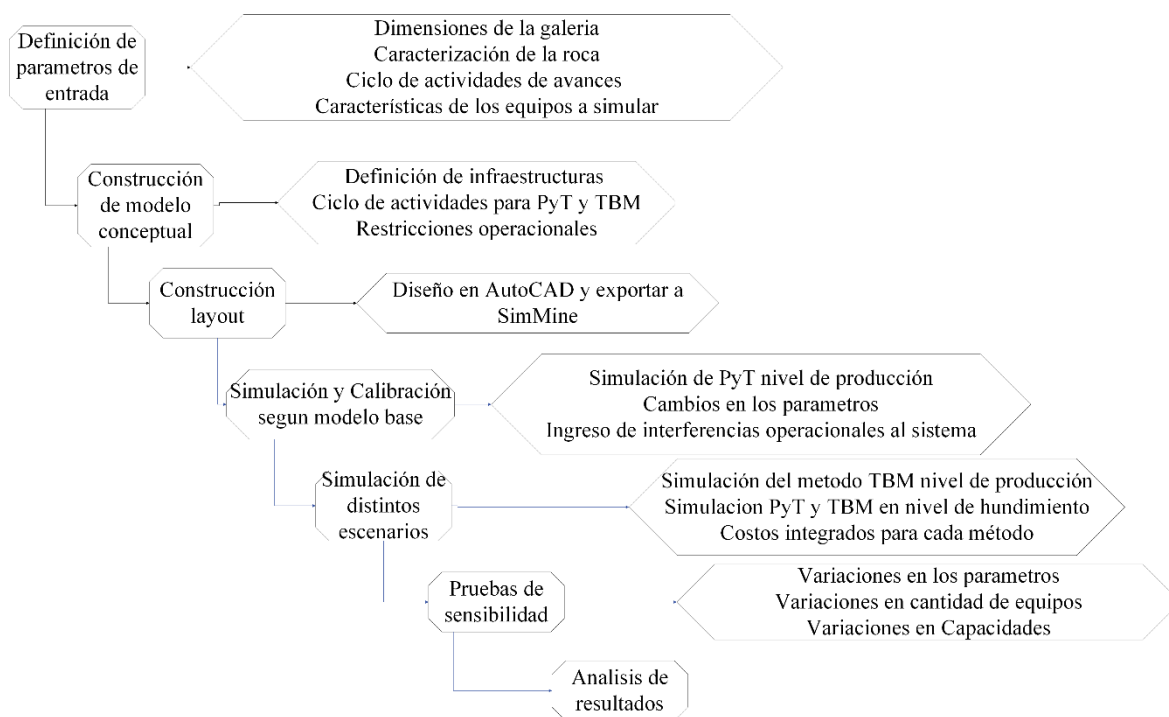 Definición de
parametros de
entrada
Dimensiones de la galeria
Caracterización de la roca
Ciclo de actividades de avances
Características de los equipos a simular
Construcción
de modelo
conceptual
Definición de infraestructuras
Ciclo de actividades para PyT y TBM
Restricciones operacionales
Construcción
layout
Diseño en AutoCAD y exportar a
SimMine
Simulación y Calibración
segun modelo base
Simulación de PyT nivel de producción
Cambios en los parametros
Ingreso de interferencias operacionales al sistema
Simulación de
distintos
escenarios
Simulación del metodo TBM nivel de producción
Simulacion PyT y TBM en nivel de hundimiento
Costos integrados para cada método
Pruebas de
sensibilidad
Variaciones en los parametros
Variaciones en cantidad de equipos
Variaciones en Capacidades
Analisis de
resultados